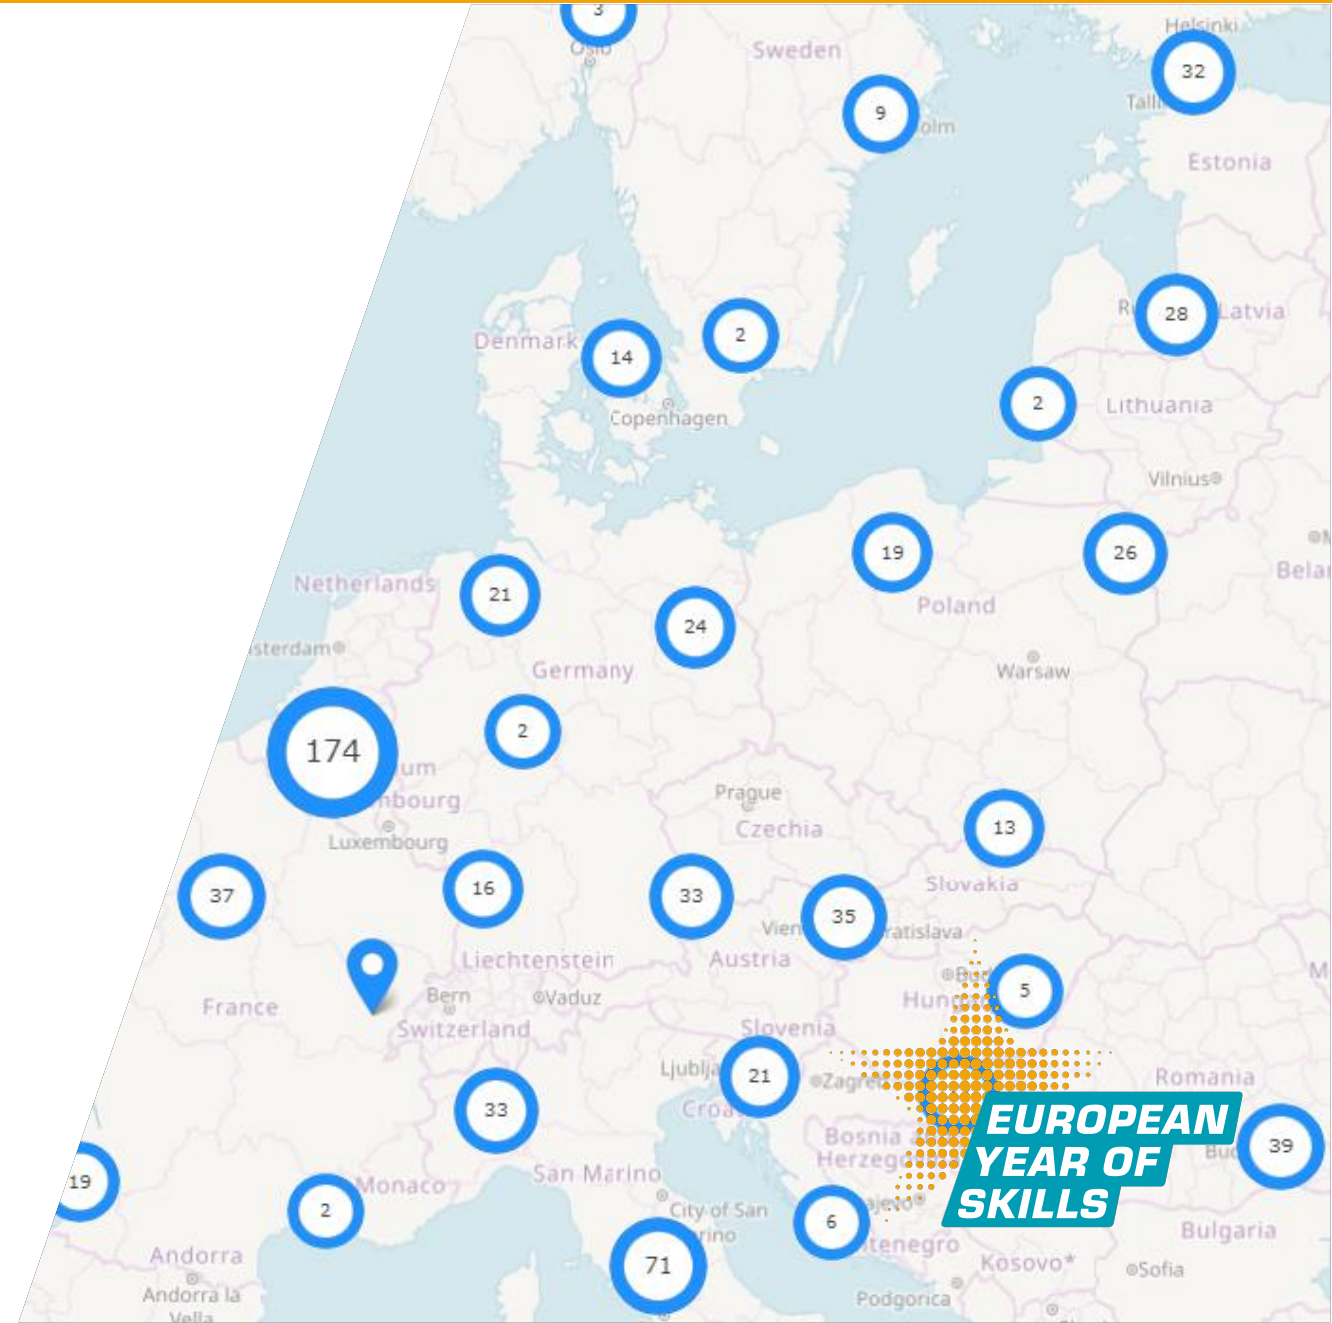 3
Oslo
Sweden
Helsinki
32
9
Estonia
28
Latvia
Denmark
14
2
Copenhagen
2
Lithuania
Vilnius
19
26
Netherlands
21
Poland
24
Germany
Warsaw
174
2
Prague
Czechia
13
Luxembourg
37
16
33
Slovakia
35
Liechtenstein
Austria
5
France
Bern
Vaduz
Switzerland
Slovenia
21
Romania
33
EUROPEAN
YEAR OF
SKILLS
39
19
2
Monaco
San Marino
City of San
6
71
Bulgaria
Andorra
Kosovo*
Sofia
Andorra la
Vella
Podgorica